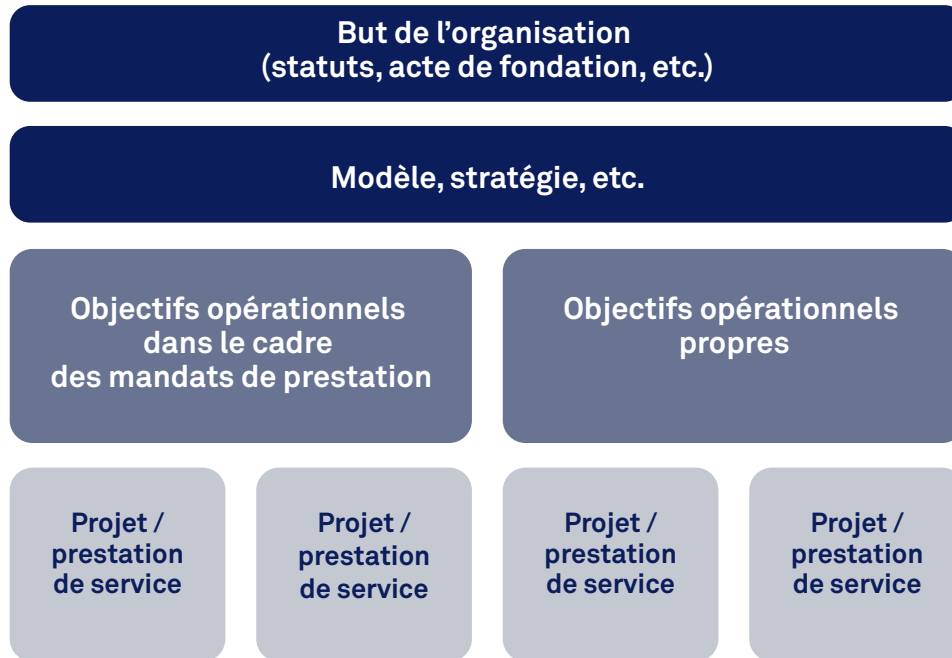 But de l’organisation
(statuts, acte de fondation, etc.)
Modèle, stratégie, etc.
Objectifs opérationnels
dans le cadre
des mandats de prestation
Objectifs opérationnels
propres
Projet /
prestation
de service
Projet /
prestation
de service
Projet /
prestation
de service
Projet /
prestation
de service